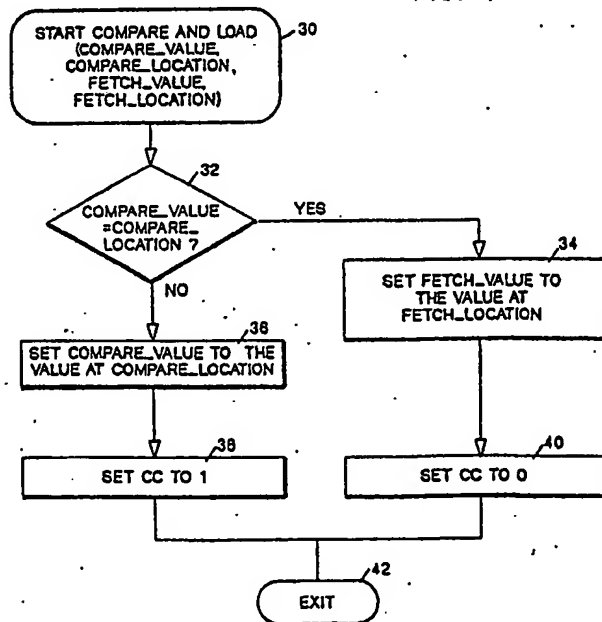 30
START COMPARE AND LOAD
(COMPARE_VALUE,
COMPARE_LOCATION,
FETCH_VALUE,
FETCH_LOCATION)
32
COMPARE_VALUE
=COMPARE_
LOCATION ?
YES
NO
34
SET FETCH_VALUE TO
THE VALUE AT
FETCH_LOCATION
36
SET COMPARE_VALUE TO THE
VALUE AT COMPARE_LOCATION
38
SET CC TO 1
40
SET CC TO 0
42
EXIT